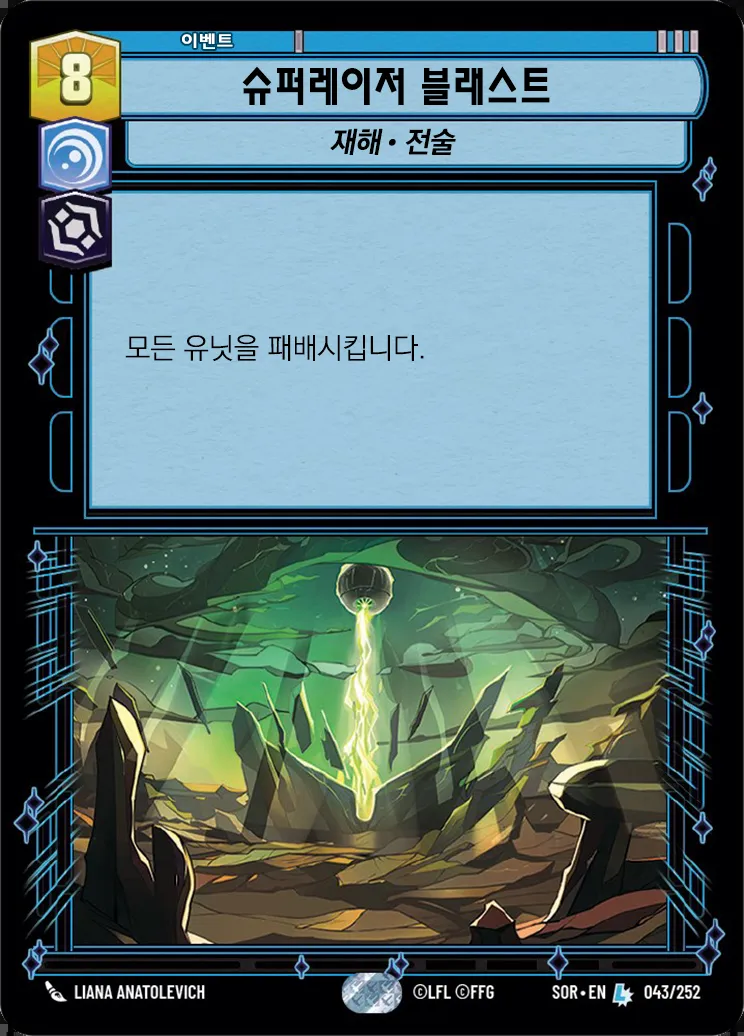 이벤트
8
슈퍼레이저 블래스트
재해 • 전술
모든 유닛을 패배시킵니다.
LIANA ANATOLEVICH
©LFL ©FFG
SOR • EN L 043/252